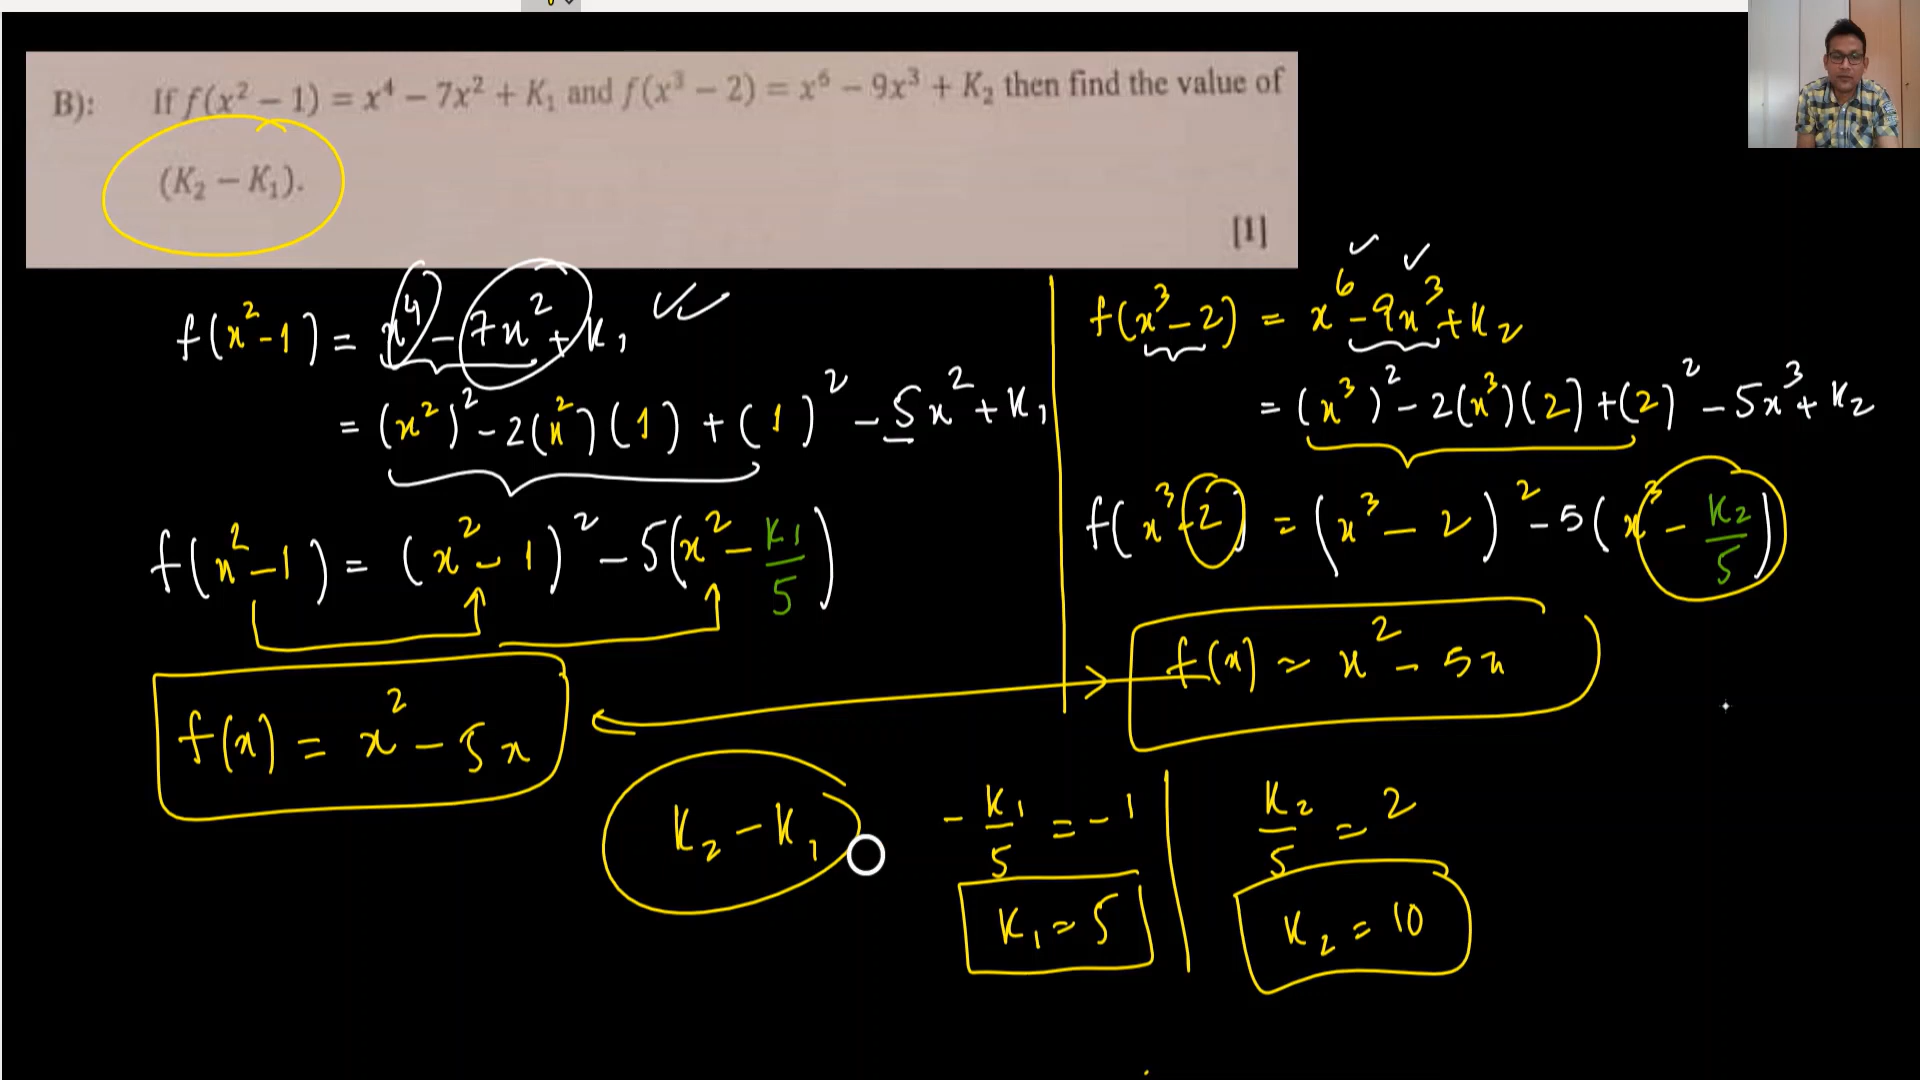 B): If f(x² − 1) = x⁴ − 7x² + K₁ and f(x³ − 2) = x⁶ − 9x³ + K₂ then find the value of
(K₂ − K₁).
[1]
f(x²-1) = x⁴ - 7x² + K₁
= (x²)² - 2(x²)(1) + (1)² - 5x² + K₁
f(x²-1) = (x²-1)² - 5(x² - K₁/5)
f(x) = x² - 5x
f(x³-2) = x⁶ - 9x³ + K₂
= (x³)² - 2(x³)(2) + (2)² - 5x³ + K₂
f(x³-2) = (x³ - 2)² - 5(x³ - K₂/5)
f(x) = x² - 5x
K₂ - K₁
- K₁/5 = -1
K₁ = 5
K₂/5 = 2
K₂ = 10